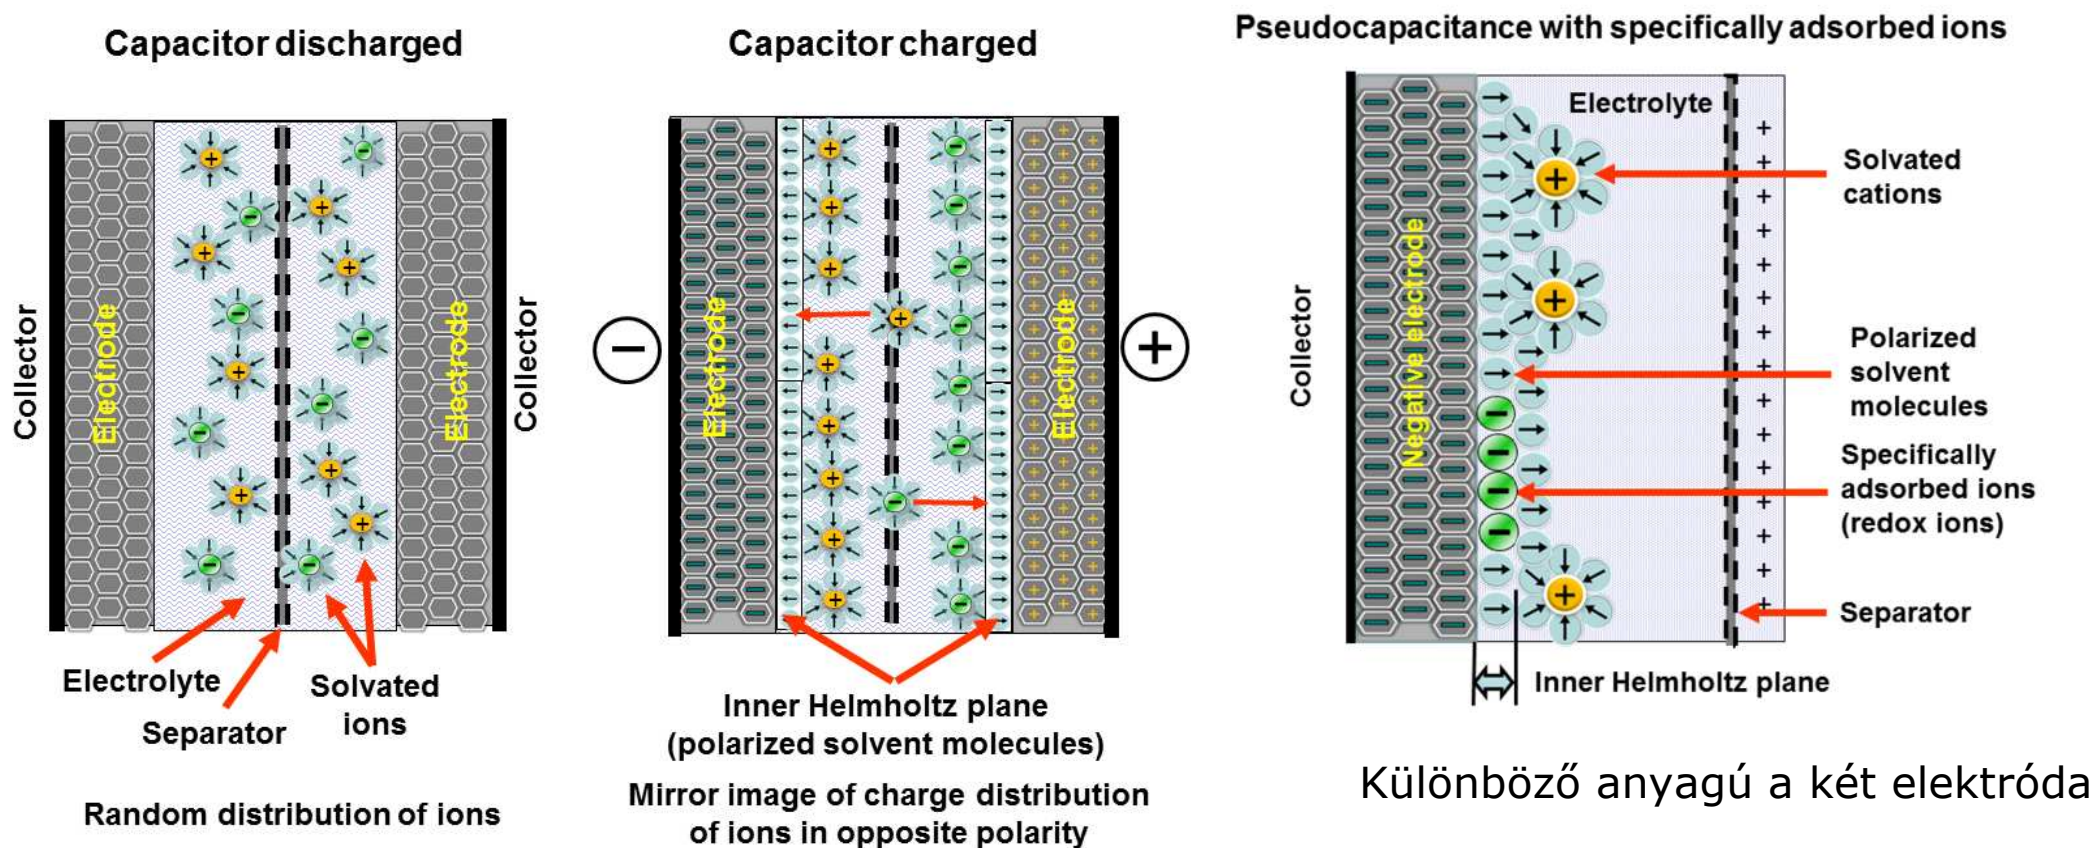 Capacitor discharged
Collector
Electrode
Electrode
Collector
Electrolyte
Separator
Solvated
ions
Random distribution of ions
Capacitor charged
Electrode
Electrode
Inner Helmholtz plane
(polarized solvent molecules)
Mirror image of charge distribution
of ions in opposite polarity
Pseudocapacitance with specifically adsorbed ions
Collector
Negative electrode
Electrolyte
Solvated
cations
Polarized
solvent
molecules
Specifically
adsorbed ions
(redox ions)
Separator
Inner Helmholtz plane
Különböző anyagú a két elektróda